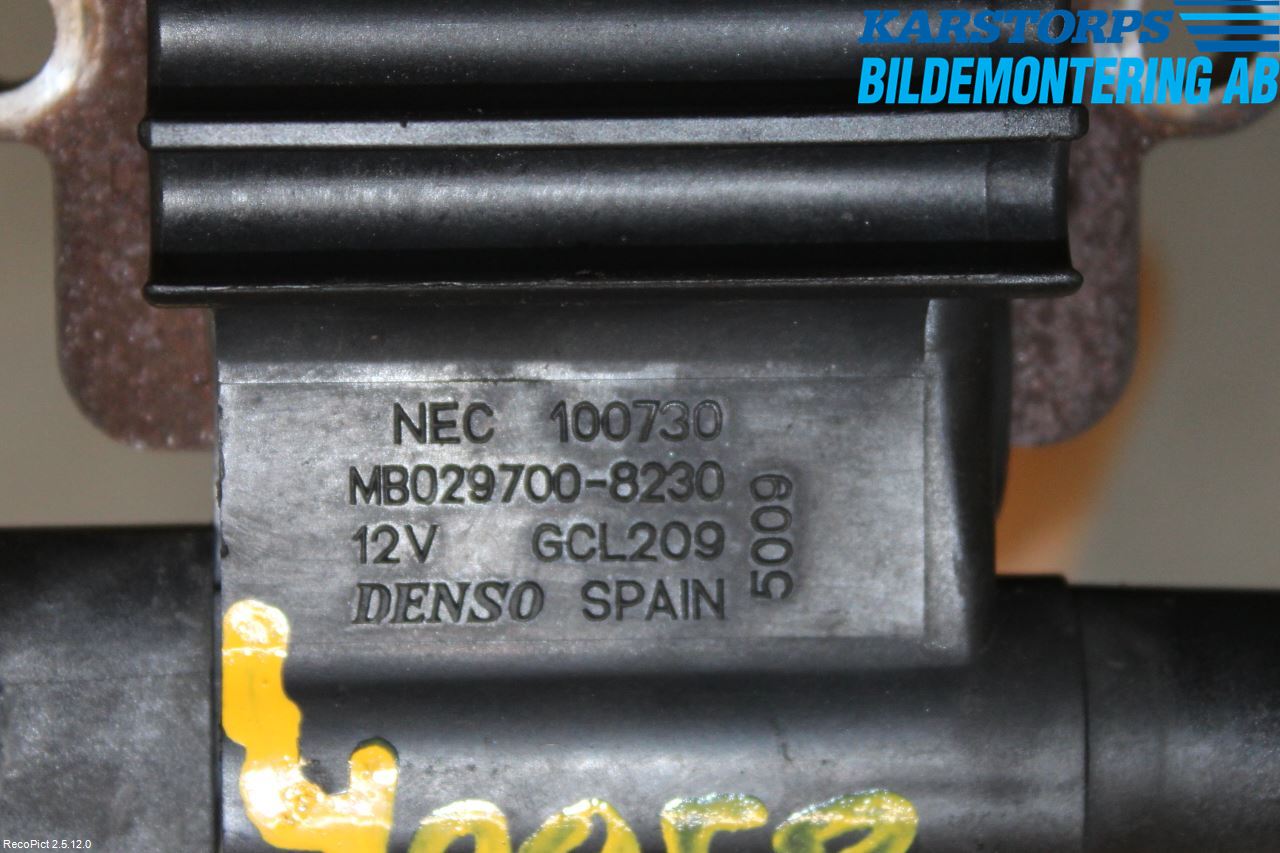 KARSTORPS
BILDEMONTERING AB
NEC 100730
MB029700-8230
12V GCL209
DENSO SPAIN
5009
RecoPict 2.5.12.0